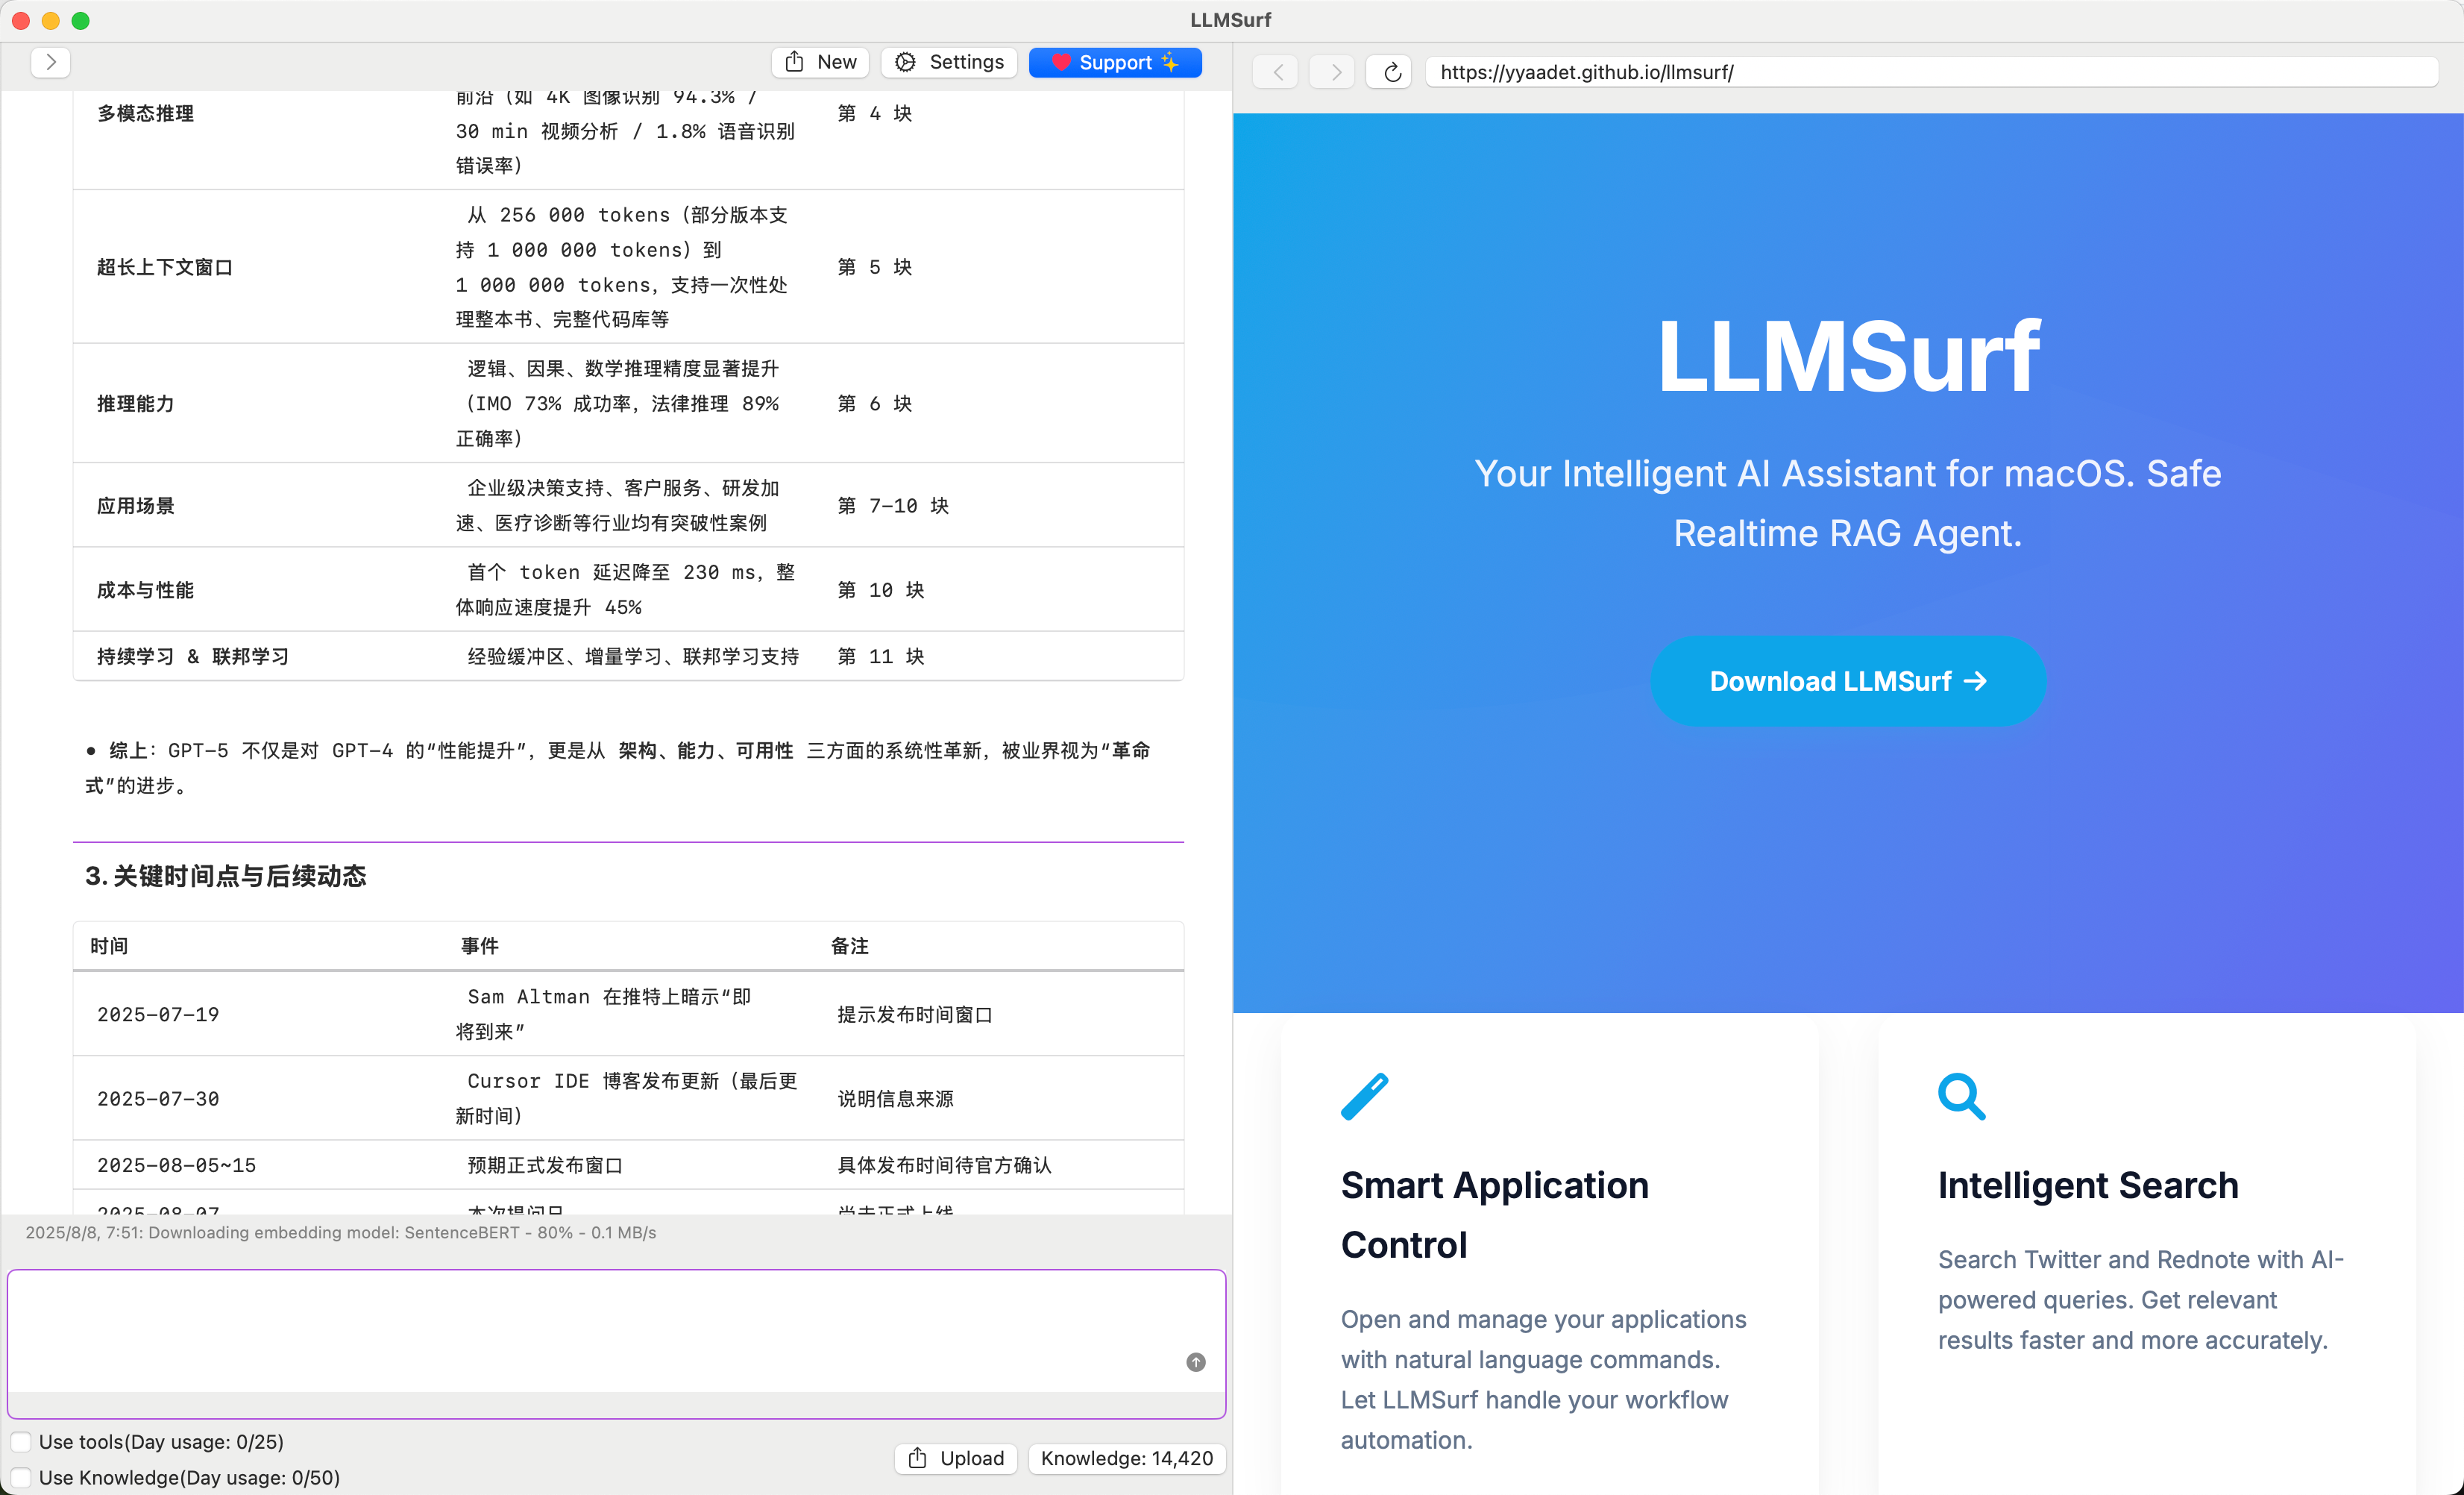 LLMSurf
New
Settings
Support
https://yyaadet.github.io/llmsurf/
多模态推理
前沿（如 4K 图像识别 94.3% /
30 min 视频分析 / 1.8% 语音识别
错误率）
第 4 块
超长上下文窗口
从 256 000 tokens（部分版本支
持 1 000 000 tokens）到
1 000 000 tokens，支持一次性处
理整本书、完整代码库等
第 5 块
推理能力
逻辑、因果、数学推理精度显著提升
（IMO 73% 成功率，法律推理 89%
正确率）
第 6 块
应用场景
企业级决策支持、客户服务、研发加
速、医疗诊断等行业均有突破性案例
第 7-10 块
成本与性能
首个 token 延迟降至 230 ms，整
体响应速度提升 45%
第 10 块
持续学习 & 联邦学习
经验缓冲区、增量学习、联邦学习支持
第 11 块
• 综上：GPT-5 不仅是对 GPT-4 的“性能提升”，更是从 架构、能力、可用性 三方面的系统性革新，被业界视为“革命
式”的进步。
3. 关键时间点与后续动态
时间
事件
备注
2025-07-19
Sam Altman 在推特上暗示“即
将到来”
提示发布时间窗口
2025-07-30
Cursor IDE 博客发布更新（最后更
新时间）
说明信息来源
2025-08-05~15
预期正式发布窗口
具体发布时间待官方确认
2025-08-07
本次提问日
尚未正式上线
2025/8/8, 7:51: Downloading embedding model: SentenceBERT - 80% - 0.1 MB/s
Use tools(Day usage: 0/25)
Use Knowledge(Day usage: 0/50)
Upload
Knowledge: 14,420
LLMSurf
Your Intelligent AI Assistant for macOS. Safe
Realtime RAG Agent.
Download LLMSurf →
Smart Application
Control
Open and manage your applications
with natural language commands.
Let LLMSurf handle your workflow
automation.
Intelligent Search
Search Twitter and Rednote with AI-
powered queries. Get relevant
results faster and more accurately.